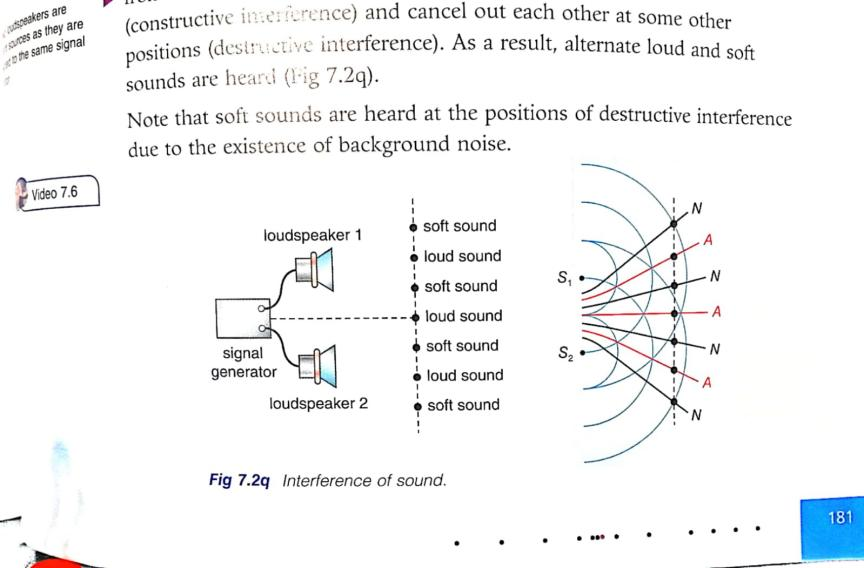 loudspeakers are
sources as they are
to the same signal
(constructive interference) and cancel out each other at some other
positions (destructive interference). As a result, alternate loud and soft
sounds are heard (Fig 7.2q).
Note that soft sounds are heard at the positions of destructive interference
due to the existence of background noise.
Video 7.6
loudspeaker 1
signal
generator
loudspeaker 2
soft sound
loud sound
soft sound
loud sound
soft sound
loud sound
soft sound
S₁
S₂
N
A
N
A
N
A
N
Fig 7.2q Interference of sound.
181